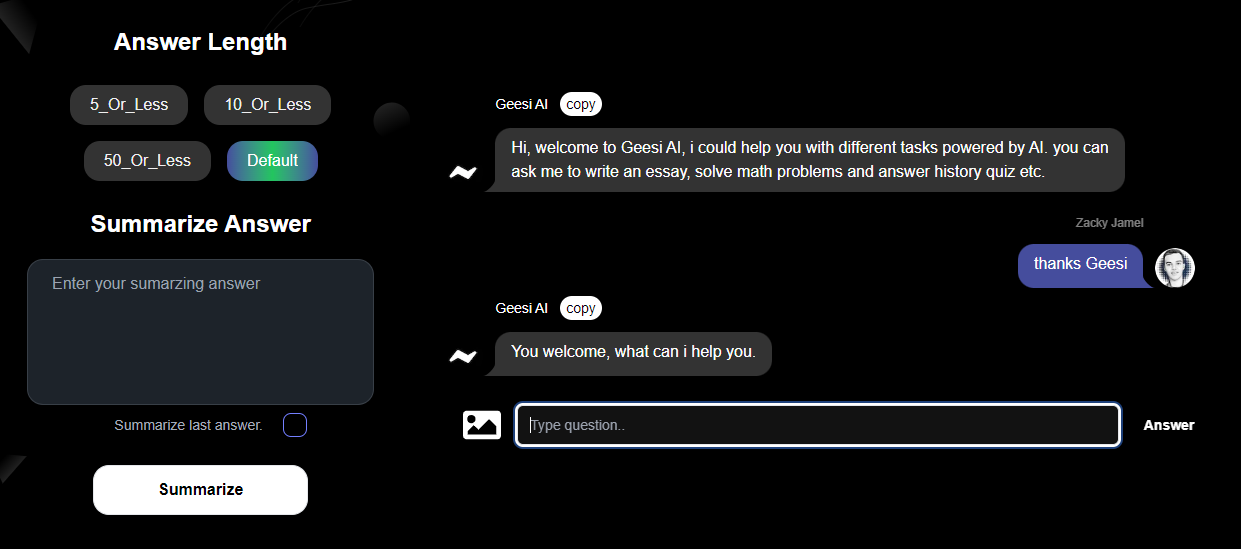 Answer Length
5_Or_Less
10_Or_Less
50_Or_Less
Default
Summarize Answer
Enter your sumarzing answer
Summarize last answer.
Summarize
Geesi AI
copy
Hi, welcome to Geesi AI, i could help you with different tasks powered by AI. you can
ask me to write an essay, solve math problems and answer history quiz etc.
Zacky Jamel
thanks Geesi
Geesi AI
copy
You welcome, what can i help you.
Type question..
Answer